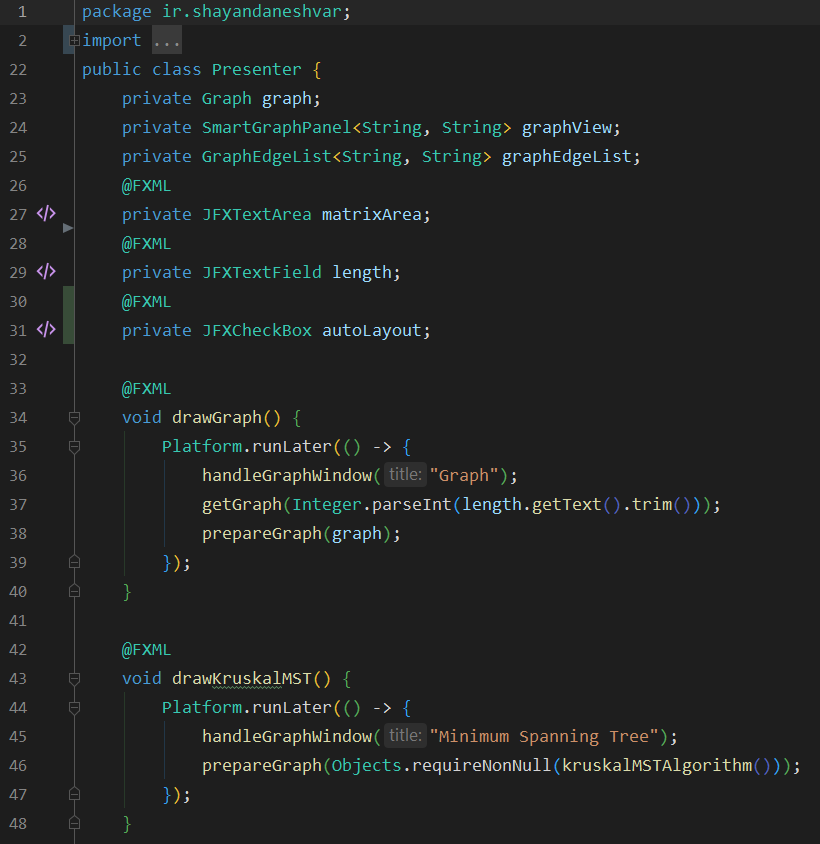 1 package ir.shayandaneshvar;
2 import ...
22 public class Presenter {
23 private Graph graph;
24 private SmartGraphPanel<String, String> graphView;
25 private GraphEdgeList<String, String> graphEdgeList;
26 @FXML
27 </> private JFXTextArea matrixArea;
28 @FXML
29 </> private JFXTextField length;
30 @FXML
31 </> private JFXCheckBox autoLayout;
32
33 @FXML
34 void drawGraph() {
35 Platform.runLater(() -> {
36 handleGraphWindow( title: "Graph");
37 getGraph(Integer.parseInt(length.getText().trim()));
38 prepareGraph(graph);
39 });
40 }
41
42 @FXML
43 void drawKruskalMST() {
44 Platform.runLater(() -> {
45 handleGraphWindow( title: "Minimum Spanning Tree");
46 prepareGraph(Objects.requireNonNull(kruskalMSTAlgorithm()));
47 });
48 }